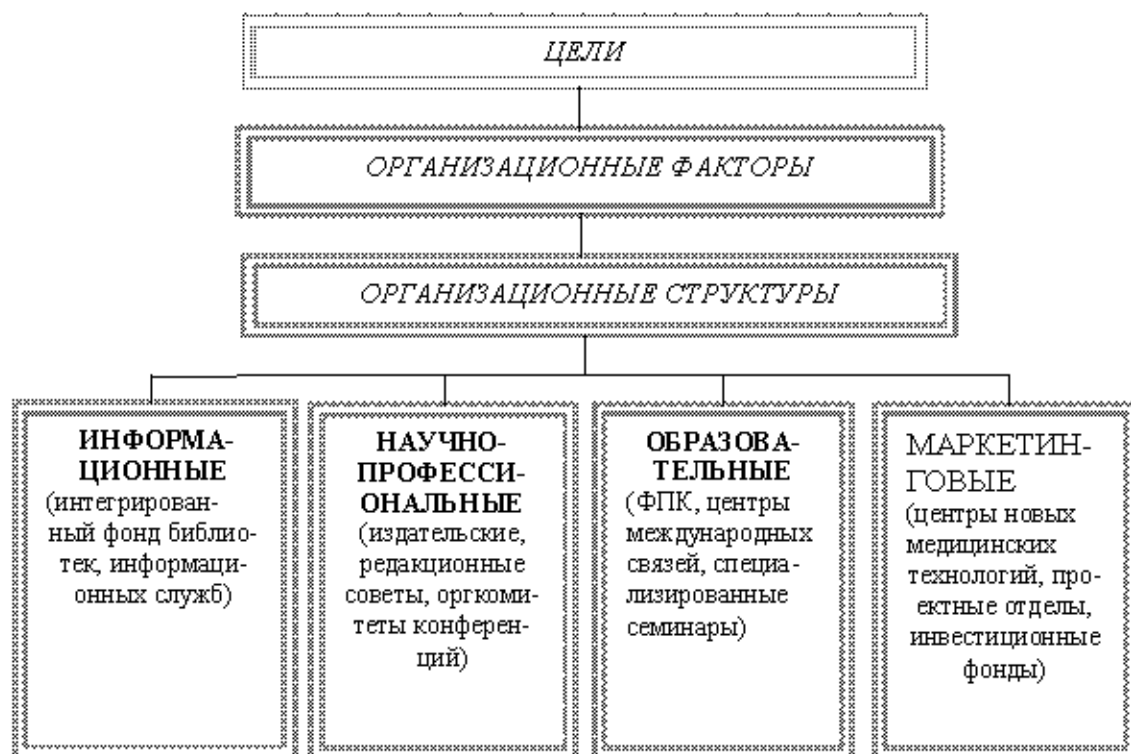 ЦЕЛИ
ОРГАНИЗАЦИОННЫЕ ФАКТОРЫ
ОРГАНИЗАЦИОННЫЕ СТРУКТУРЫ
ИНФОРМА-
ЦИОННЫЕ
(интегрирован-
ный фонд библио-
тек, информаци-
онных служб)
НАУЧНО-
ПРОФЕССИ-
ОНАЛЬНЫЕ
(издательские,
редакционные
советы, оргкоми-
теты конферен-
ций)
ОБРАЗОВА-
ТЕЛЬНЫЕ
(ФПК, центры
международных
связей, специа-
лизированные
семинары)
МАРКЕТИН-
ГОВЫЕ
(центры новых
медицинских
технологий, про-
ектные отделы,
инвестиционные
фонды)